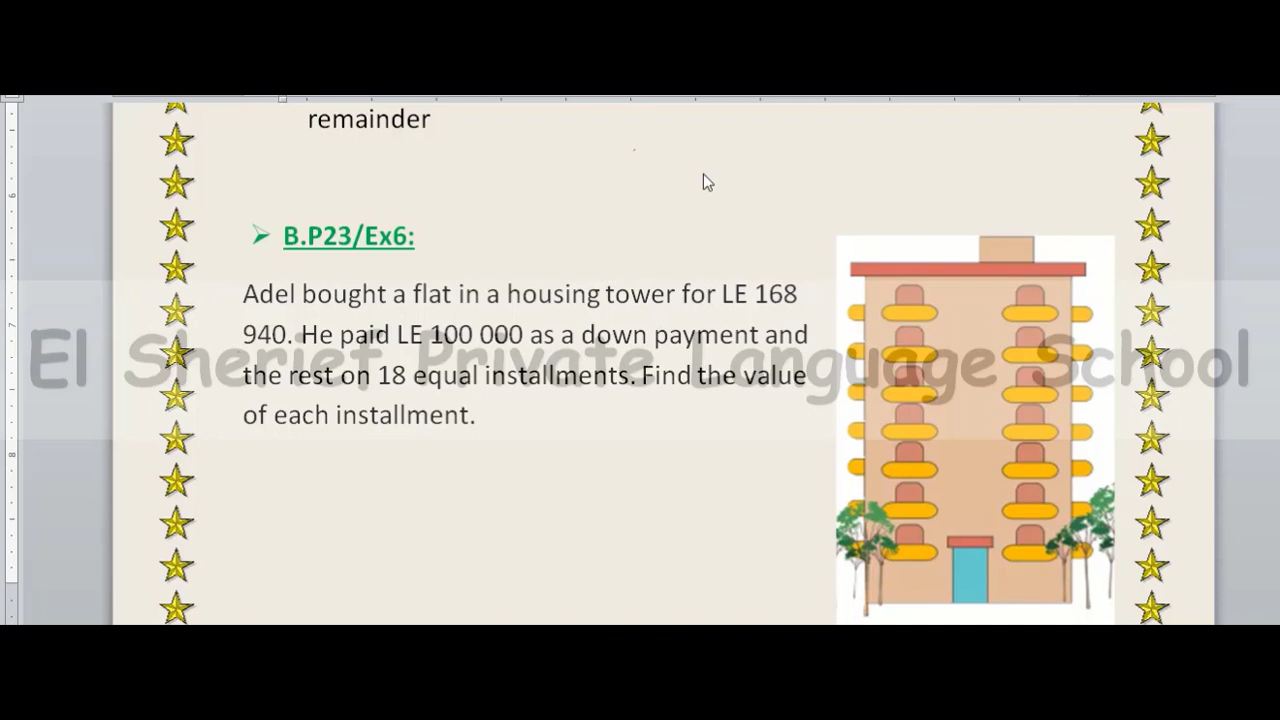 remainder
B.P23/Ex6:
Adel bought a flat in a housing tower for LE 168
940. He paid LE 100 000 as a down payment and
the rest on 18 equal installments. Find the value
of each installment.
El Sherief Private Language School